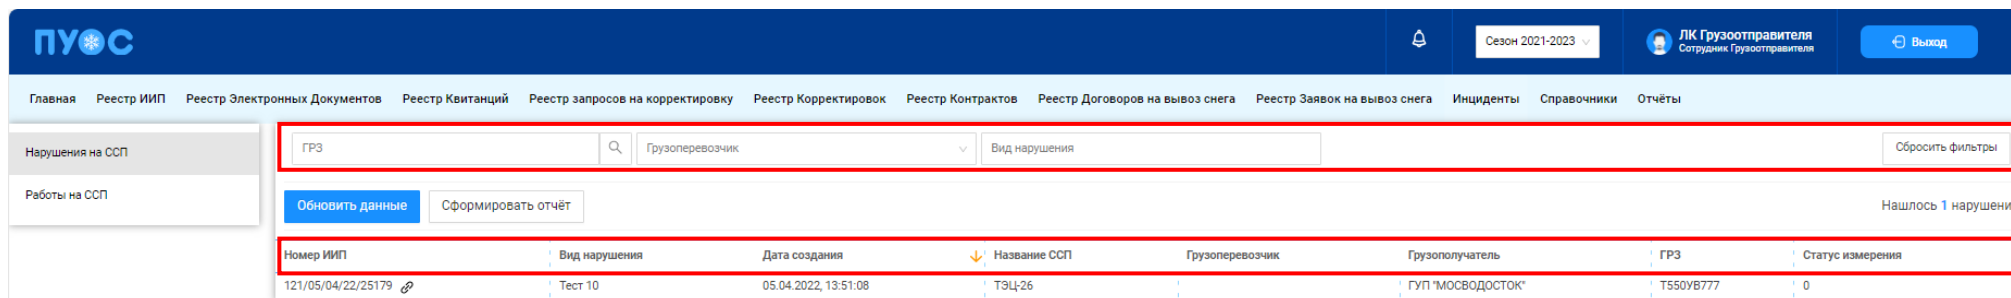 ПУОС
Сезон 2021-2023
ЛК Грузоотправителя
Сотрудник Грузоотправителя
Выход
Главная Реестр ИИП Реестр Электронных Документов Реестр Квитанций Реестр запросов на корректировку Реестр Корректировок Реестр Контрактов Реестр Договоров на вывоз снега Реестр Заявок на вывоз снега Инциденты Справочники Отчёты
Нарушения на ССП
Работы на ССП
ГРЗ Грузоперевозчик Вид нарушения Сбросить фильтры
Обновить данные Сформировать отчёт Нашлось 1 нарушени
Номер ИИП Вид нарушения Дата создания Название ССП Грузоперевозчик Грузополучатель ГРЗ Статус измерения
121/05/04/22/25179 Тест 10 05.04.2022, 13:51:08 ТЭЦ-26 ГУП "МОСВОДОСТОК" Т550УВ777 0